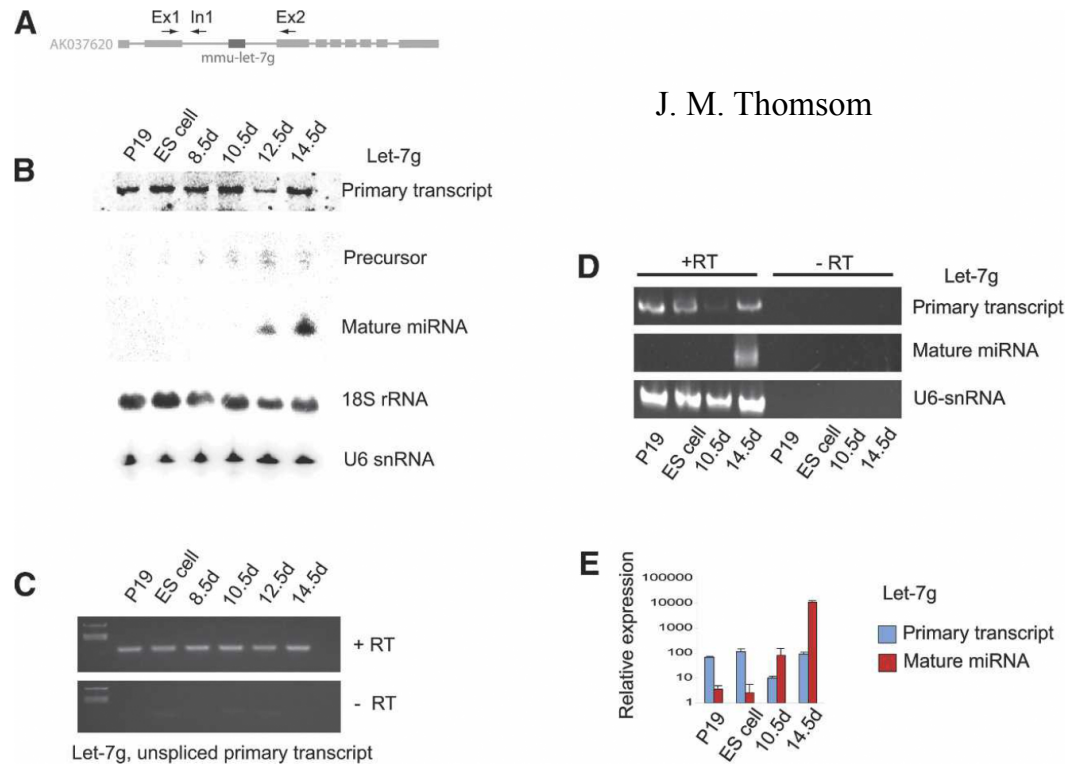 A
Ex1 In1 Ex2
AK037620
mmu-let-7g
J. M. Thomsom
B
P19 ES cell 8.5d 10.5d 12.5d 14.5d
Let-7g
Primary transcript
Precursor
Mature miRNA
18S rRNA
U6 snRNA
C
P19 ES cell 8.5d 10.5d 12.5d 14.5d
+ RT
- RT
Let-7g, unspliced primary transcript
D
+RT - RT
Let-7g
Primary transcript
Mature miRNA
U6-snRNA
P19 ES cell 10.5d 14.5d P19 ES cell 10.5d 14.5d
E
Relative expression
100000
10000
1000
100
10
1
P19 ES cell 10.5d 14.5d
Let-7g
Primary transcript
Mature miRNA